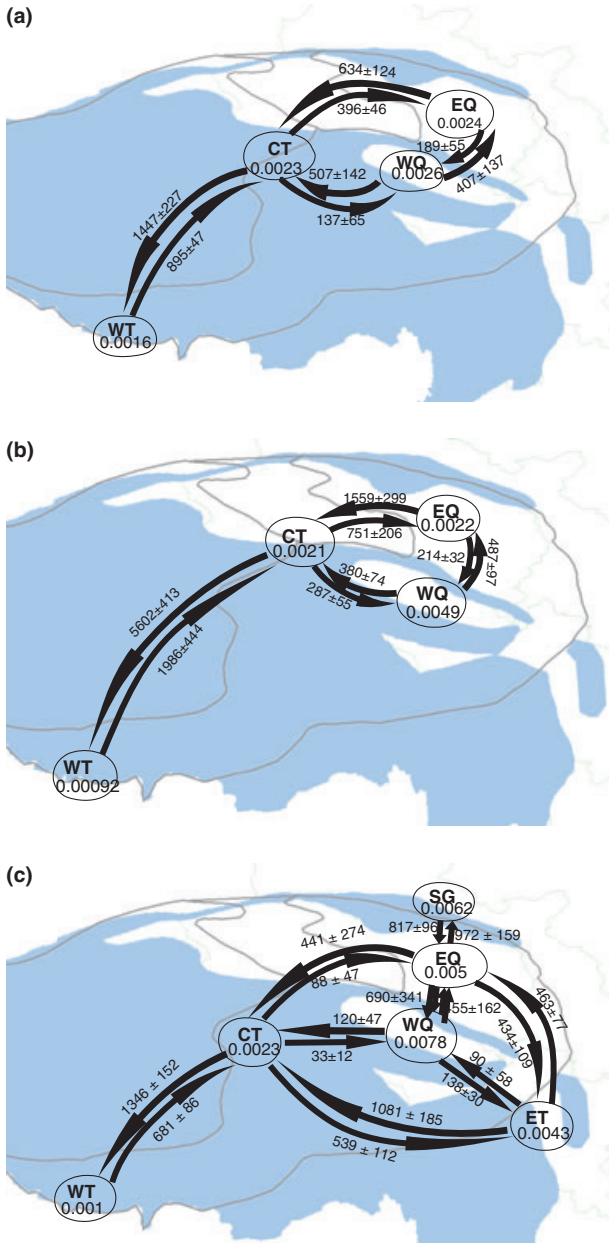 (a)
634±124
396±46
EQ
0.0024
CT
0.0023
189±55
WQ
0.0026
507±142
407±137
137±65
1447±227
895±47
WT
0.0016
(b)
1559±299
EQ
0.0022
751±206
CT
0.0021
214±32
487±97
380±74
WQ
0.0049
287±55
5602±413
1986±444
WT
0.00092
(c)
SG
0.0062
817±96
972 ± 159
441 ± 274
EQ
0.005
88 ± 47
690±341
455±162
463±77
434±109
120±47
WQ
0.0078
CT
0.0023
33±12
90 ± 58
138±30
1346 ± 152
681 ± 86
1081 ± 185
ET
0.0043
539 ± 112
WT
0.001